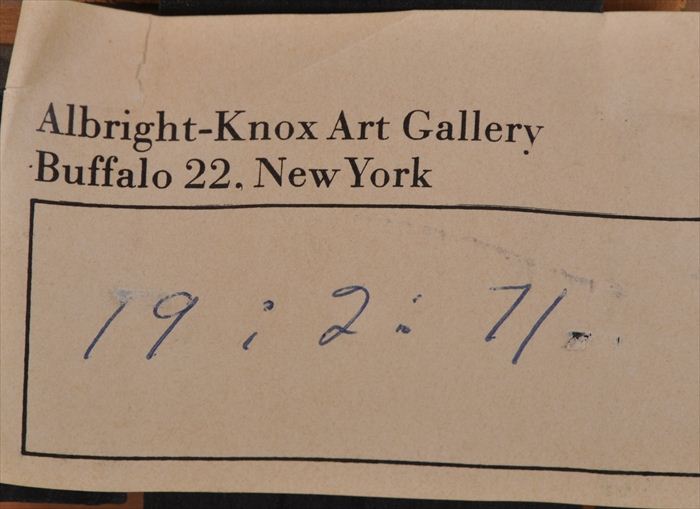 Albright-Knox Art Gallery
Buffalo 22, New York
19 : 2 : 71.